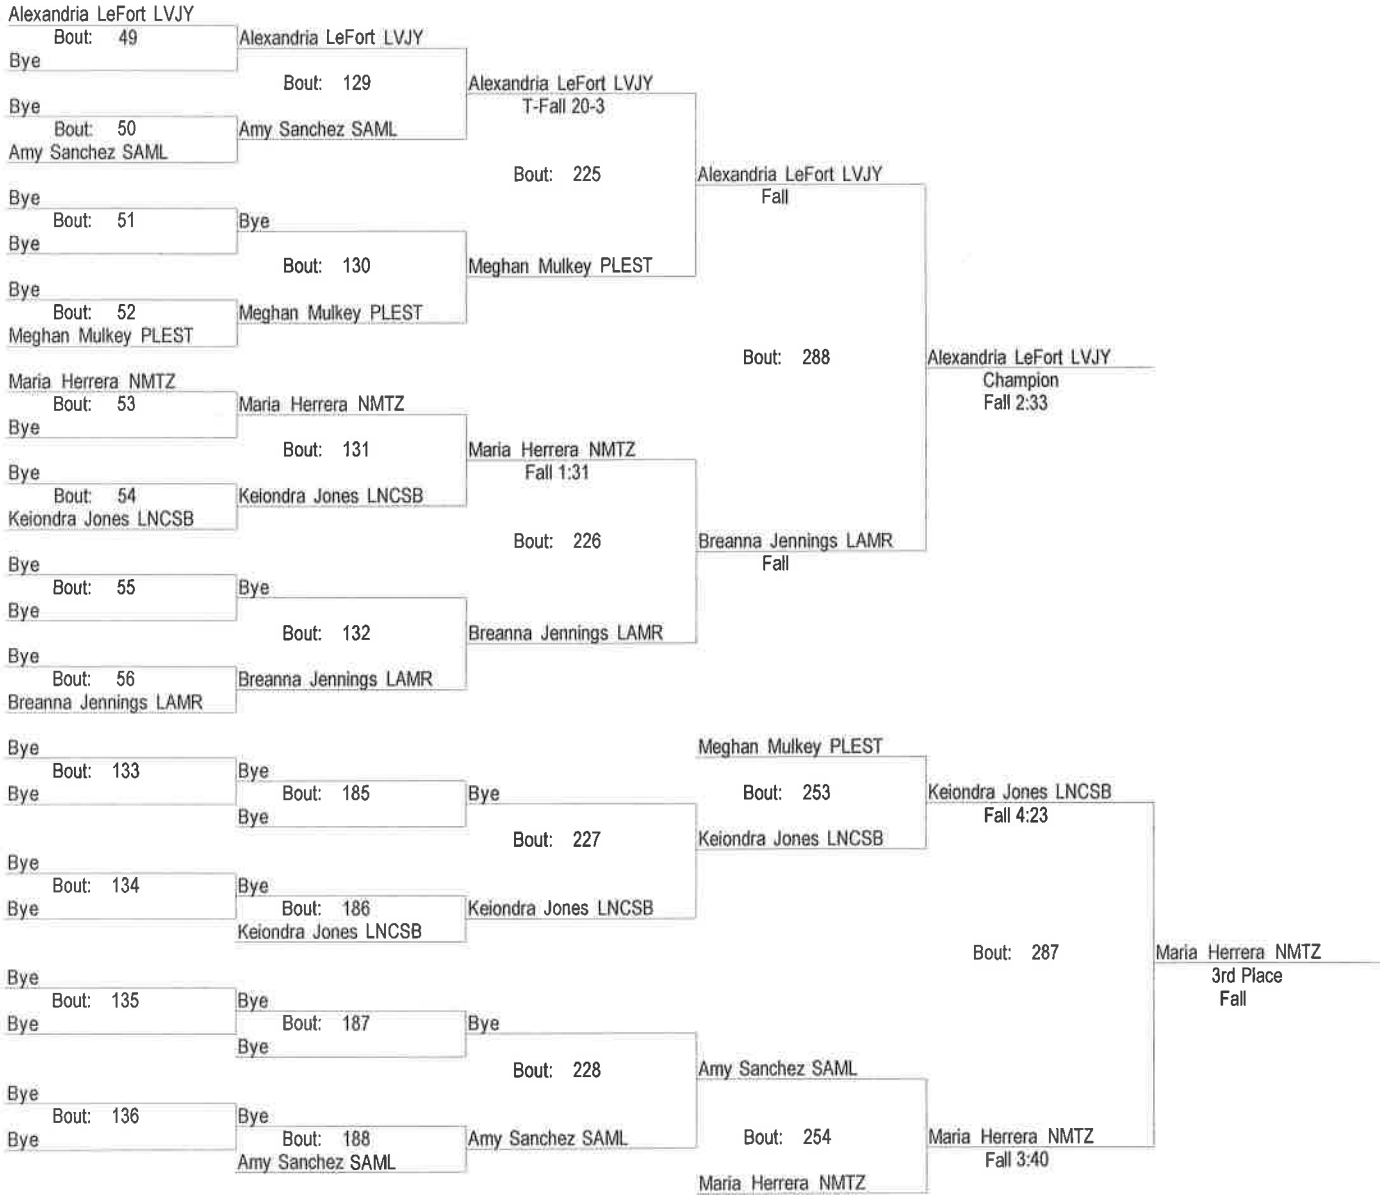 Alexandria LeFort LVJY
Bout: 49
Alexandria LeFort LVJY
Bye
Bout: 129
Alexandria LeFort LVJY
T-Fall 20-3
Bye
Bout: 50
Amy Sanchez SAML
Amy Sanchez SAML
Bout: 225
Alexandria LeFort LVJY
Fall
Bye
Bout: 51
Bye
Bye
Bout: 130
Meghan Mulkey PLEST
Bye
Bout: 52
Meghan Mulkey PLEST
Meghan Mulkey PLEST
Bout: 288
Alexandria LeFort LVJY
Champion
Fall 2:33
Maria Herrera NMTZ
Bout: 53
Maria Herrera NMTZ
Bye
Bout: 131
Maria Herrera NMTZ
Fall 1:31
Bye
Bout: 54
Keiondra Jones LNCSB
Keiondra Jones LNCSB
Bout: 226
Breanna Jennings LAMR
Fall
Bye
Bout: 55
Bye
Bye
Bout: 132
Breanna Jennings LAMR
Bye
Bout: 56
Breanna Jennings LAMR
Breanna Jennings LAMR
Bye
Bout: 133
Bye
Bye
Bout: 185
Bye
Bye
Meghan Mulkey PLEST
Bout: 253
Keiondra Jones LNCSB
Fall 4:23
Bout: 227
Keiondra Jones LNCSB
Bye
Bout: 134
Bye
Bye
Bout: 186
Keiondra Jones LNCSB
Keiondra Jones LNCSB
Bout: 287
Maria Herrera NMTZ
3rd Place
Fall
Bye
Bout: 135
Bye
Bye
Bout: 187
Bye
Bye
Bout: 228
Amy Sanchez SAML
Bye
Bout: 136
Bye
Bye
Bout: 188
Amy Sanchez SAML
Amy Sanchez SAML
Bout: 254
Maria Herrera NMTZ
Fall 3:40
Maria Herrera NMTZ